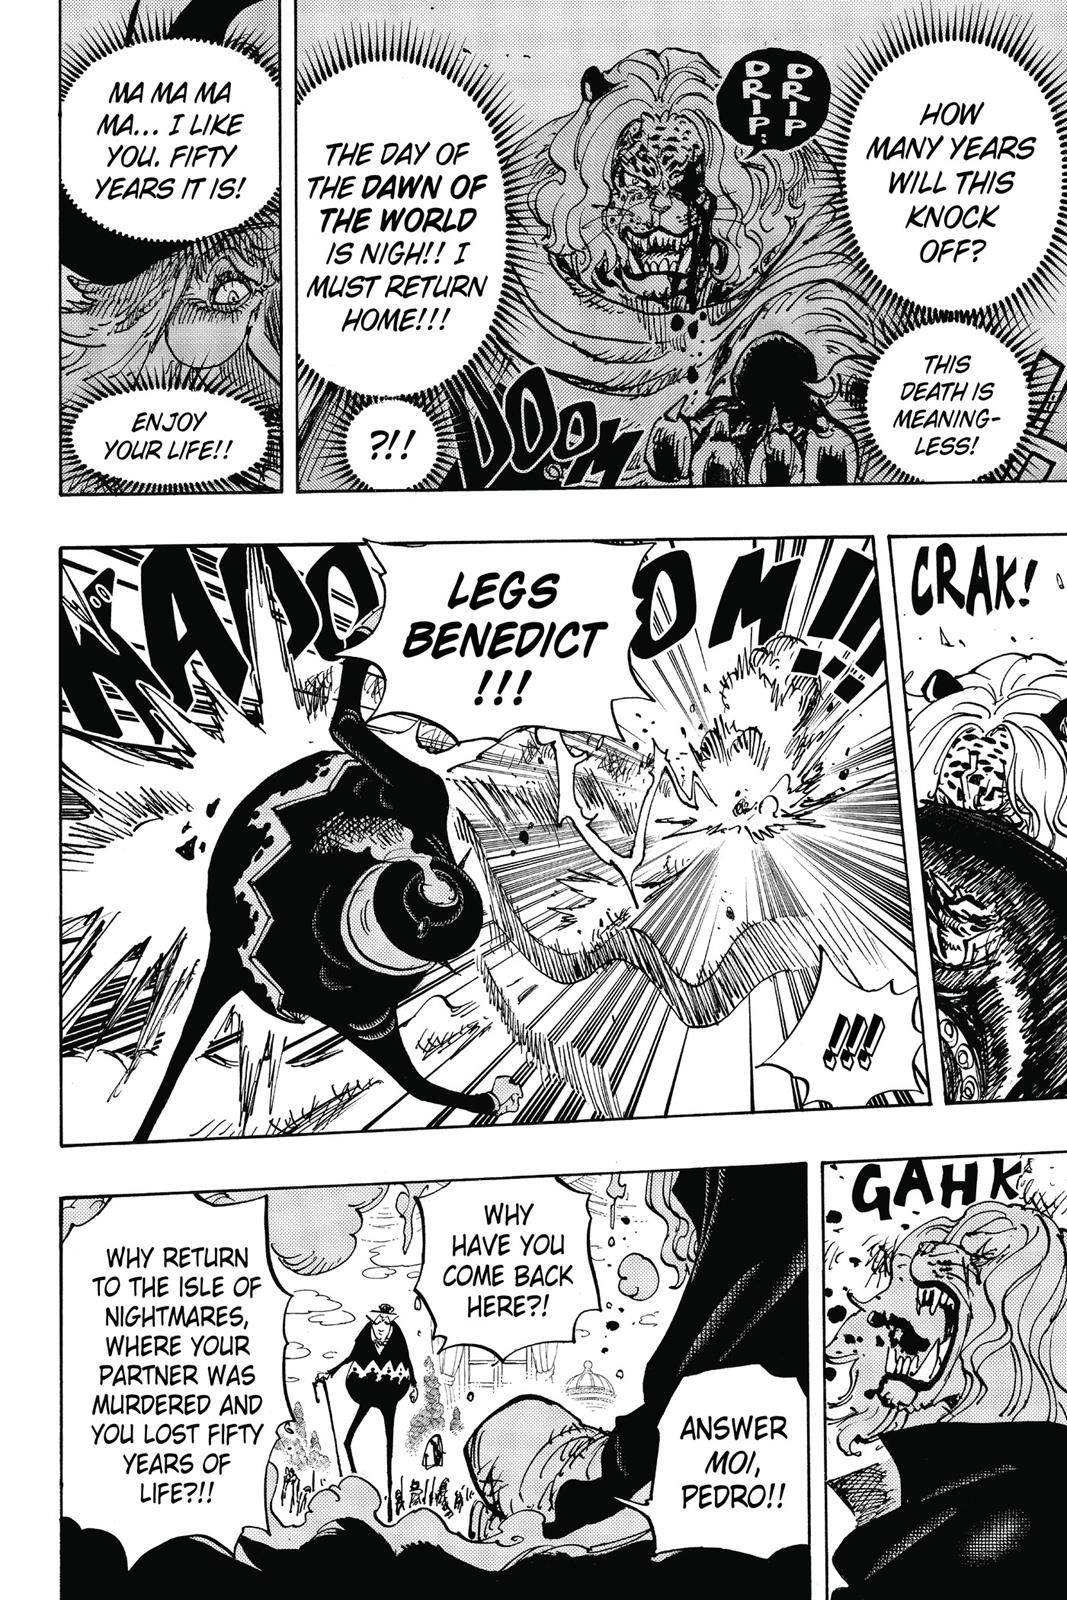 HOW
MANY YEARS
WILL THIS
KNOCK
OFF?
THIS
DEATH IS
MEANING-
LESS!
DRIP
DRIP.
THE DAY OF
THE DAWN OF
THE WORLD
IS NIGH!! I
MUST RETURN
HOME!!!
?!!
DOOM
MA MA MA
MA... I LIKE
YOU. FIFTY
YEARS IT IS!
ENJOY
YOUR LIFE!!
CRAK!
KADOOM!!!
LEGS
BENEDICT
!!!
!!!
GAHK
WHY
HAVE YOU
COME BACK
HERE?!
ANSWER
MOI,
PEDRO!!
WHY RETURN
TO THE ISLE OF
NIGHTMARES,
WHERE YOUR
PARTNER WAS
MURDERED AND
YOU LOST FIFTY
YEARS OF
LIFE?!!